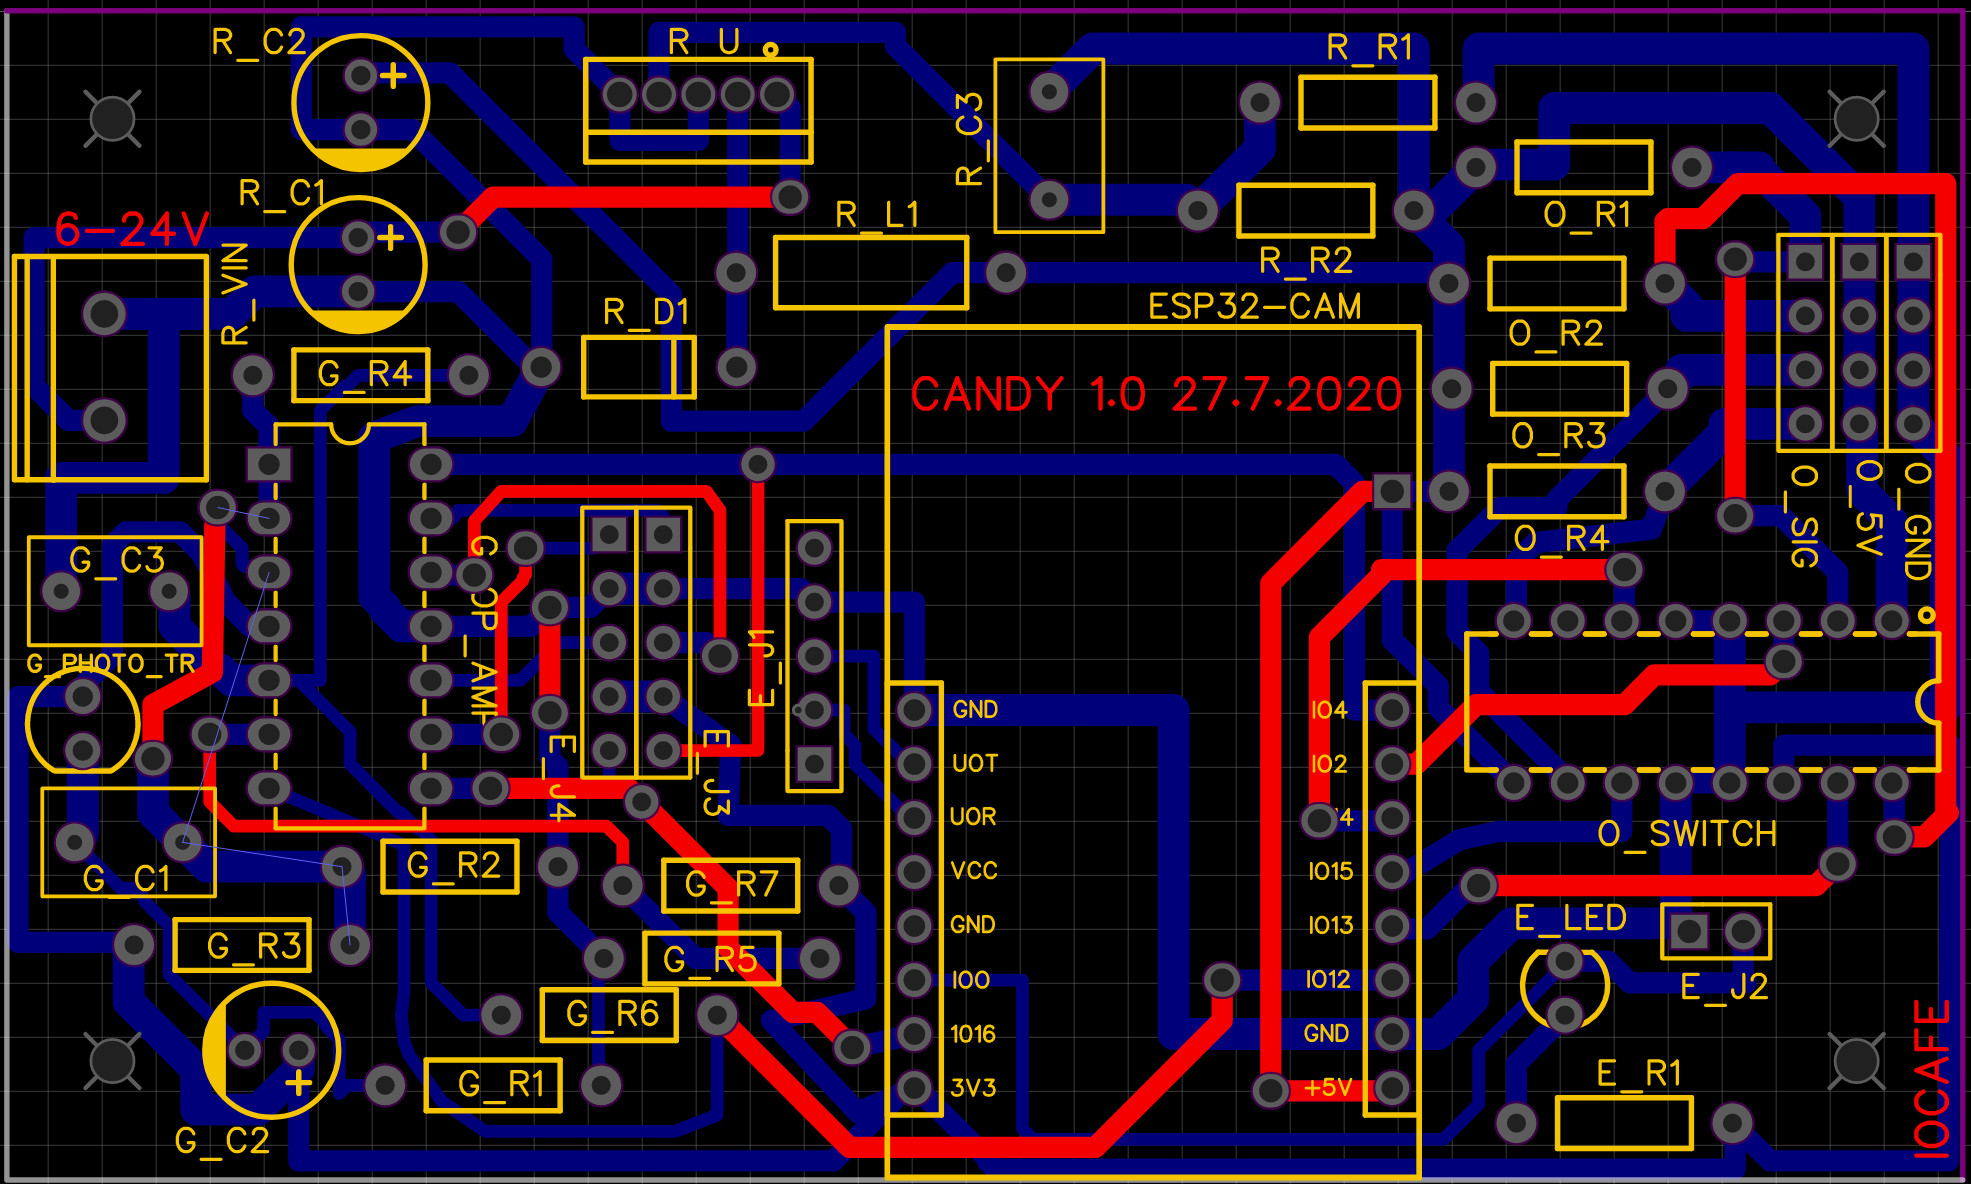 R_C2
R U
R_R1
R_C3
R_C1
6-24V
R_VIN
R_L1
O_R1
R_R2
R_D1
ESP32-CAM
O_R2
G_R4
CANDY 1.0 27.7.2020
O_R3
O_SIG
O_5V
O_GND
O_R4
G_C3
G_OP_AMP
G_PHOTO_TR
E_J1
E_J3
E_J4
GND
UOT
UOR
VCC
GND
IO0
IO16
3V3
IO4
IO2
IO15
IO13
IO12
GND
+5V
O_SWITCH
G_C1
G_R2
G_R7
G_R3
G_R5
G_R6
G_R1
G_C2
E_LED
E_J2
E_R1
IOCAFE